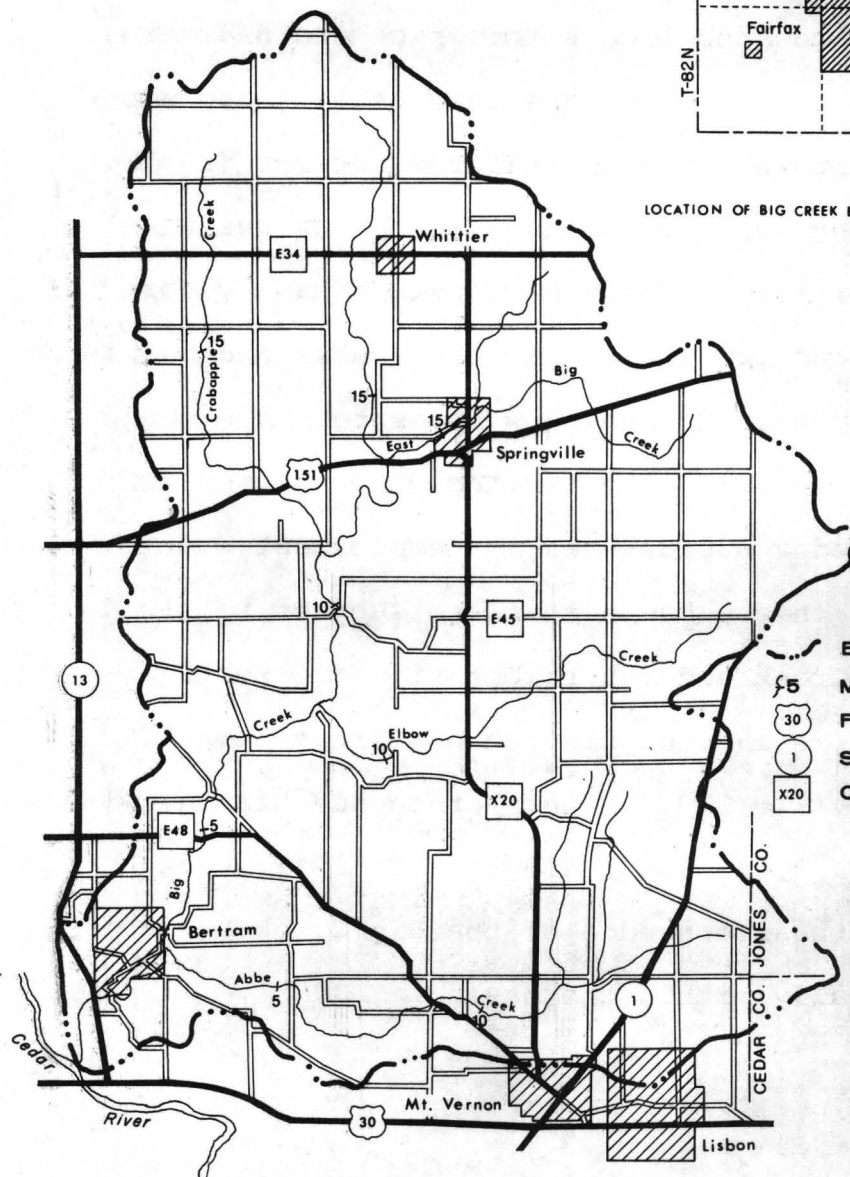 Fairfax
T-82N
LOCATION OF BIG CREEK
Creek
Whittier
E34
15
Crabapple
Big
15
15
East
Creek
Springville
151
10
E45
13
Creek
5
30
Creek
Elbow
10
1
X20
X20
E48
5
Big
CEDAR CO. JONES CO.
Bertram
Abbe
5
Creek
10
1
Cedar
River
Mt. Vernon
30
Lisbon